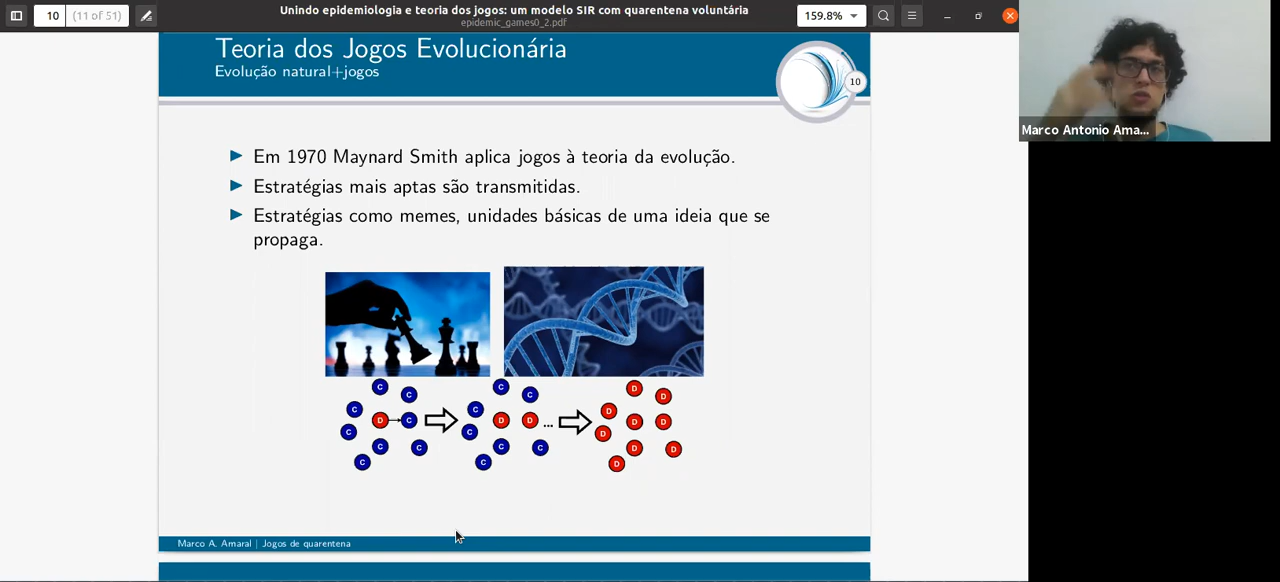 10 (11 of 51) Unindo epidemiologia e teoria dos jogos: um modelo SIR com quarentena voluntária 159.8%
epidemic_games0_2.pdf
Teoria dos Jogos Evolucionária
Evolução natural+jogos
10
Marco Antonio Ama...
Em 1970 Maynard Smith aplica jogos à teoria da evolução.
Estratégias mais aptas são transmitidas.
Estratégias como memes, unidades básicas de uma ideia que se
propaga.
C C C D
C C C D D
C D C C D D ... D D D
C C D
C C C C D D
C C D
Marco A. Amaral | Jogos de quarentena